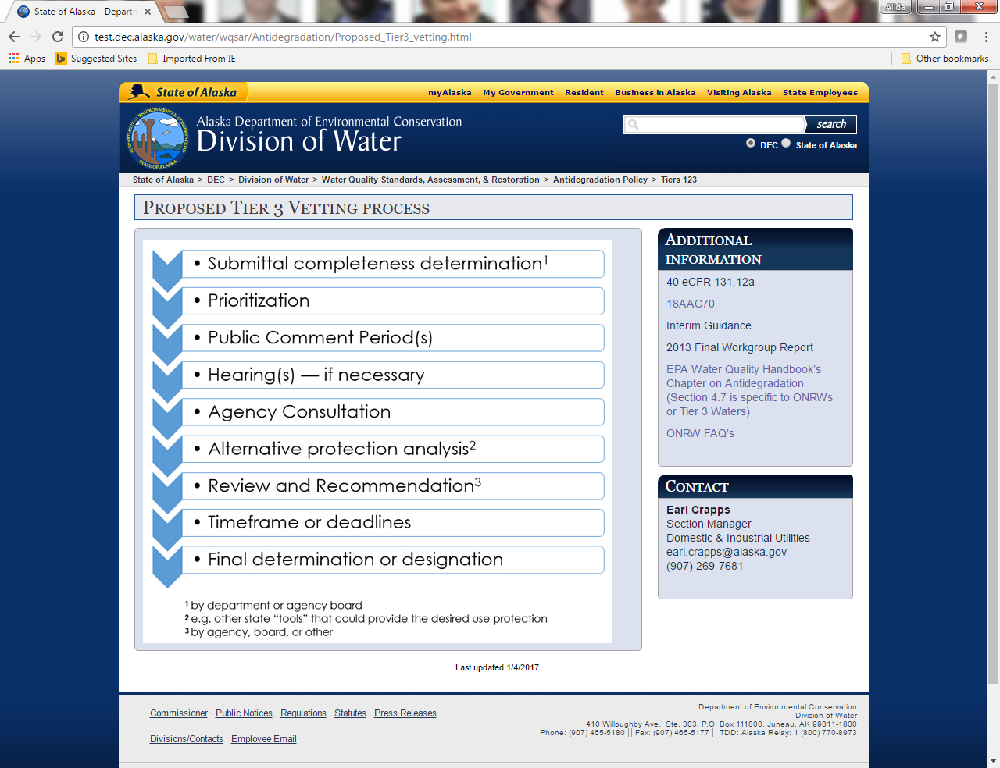 State of Alaska - Departm
Alida
test.dec.alaska.gov/water/wqsar/Antidegradation/Proposed_Tier3_vetting.html
Apps Suggested Sites Imported From IE Other bookmarks
State of Alaska
myAlaska My Government Resident Business in Alaska Visiting Alaska State Employees
Alaska Department of Environmental Conservation
Division of Water
search
DEC State of Alaska
State of Alaska > DEC > Division of Water > Water Quality Standards, Assessment, & Restoration > Antidegradation Policy > Tiers 123
Proposed Tier 3 Vetting process
• Submittal completeness determination¹
• Prioritization
• Public Comment Period(s)
• Hearing(s) — if necessary
• Agency Consultation
• Alternative protection analysis²
• Review and Recommendation³
• Timeframe or deadlines
• Final determination or designation
¹ by department or agency board
² e.g. other state “tools” that could provide the desired use protection
³ by agency, board, or other
Additional
information
40 eCFR 131.12a
18AAC70
Interim Guidance
2013 Final Workgroup Report
EPA Water Quality Handbook’s
Chapter on Antidegradation
(Section 4.7 is specific to ONRWs
or Tier 3 Waters)
ONRW FAQ’s
Contact
Earl Crapps
Section Manager
Domestic & Industrial Utilities
earl.crapps@alaska.gov
(907) 269-7681
Last updated:1/4/2017
Commissioner Public Notices Regulations Statutes Press Releases
Divisions/Contacts Employee Email
Department of Environmental Conservation
Division of Water
410 Willoughby Ave., Ste. 303, P.O. Box 111800, Juneau, AK 99811-1800
Phone: (907) 465-5180 || Fax: (907) 465-5177 || TDD: Alaska Relay: 1 (800) 770-8973